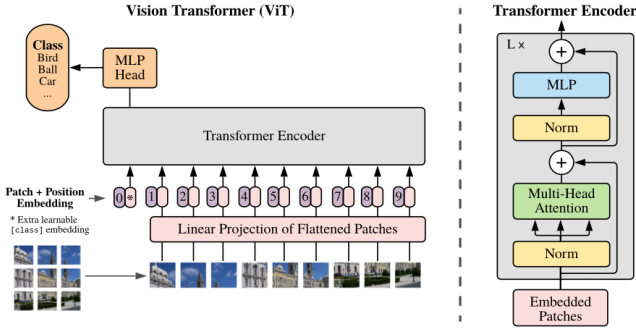 Vision Transformer (ViT)
Class
Bird
Ball
Car
...
MLP
Head
Transformer Encoder
Patch + Position
Embedding
0 * 1 2 3 4 5 6 7 8 9
* Extra learnable
[class] embedding
Linear Projection of Flattened Patches
Transformer Encoder
L ×
+
MLP
Norm
+
Multi-Head
Attention
Norm
Embedded
Patches